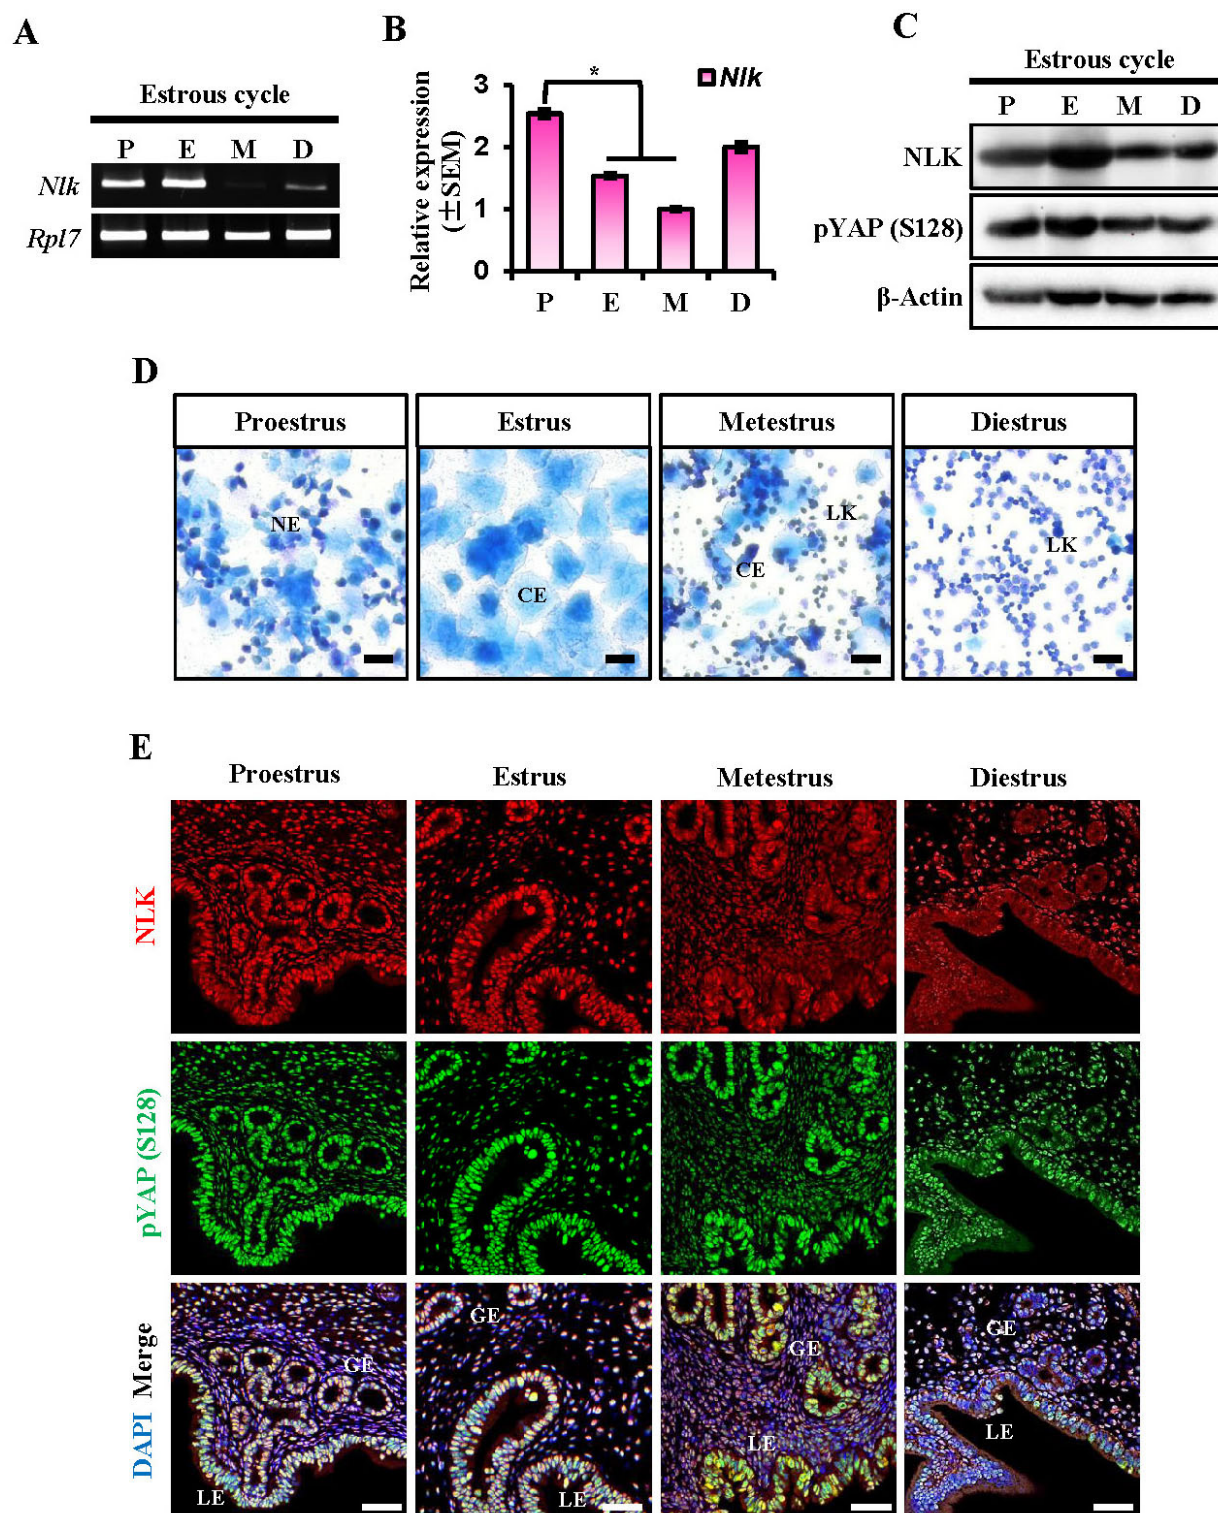 A
Estrous cycle
P E M D
Nlk
Rpl7
B
Relative expression
(±SEM)
3
2
1
0
*
Nlk
P E M D
C
Estrous cycle
P E M D
NLK
pYAP (S128)
β-Actin
D
Proestrus Estrus Metestrus Diestrus
NE
CE
LK
CE
LK
E
Proestrus Estrus Metestrus Diestrus
NLK
pYAP (S128)
DAPI Merge
GE
LE
GE
LE
GE
LE
GE
LE